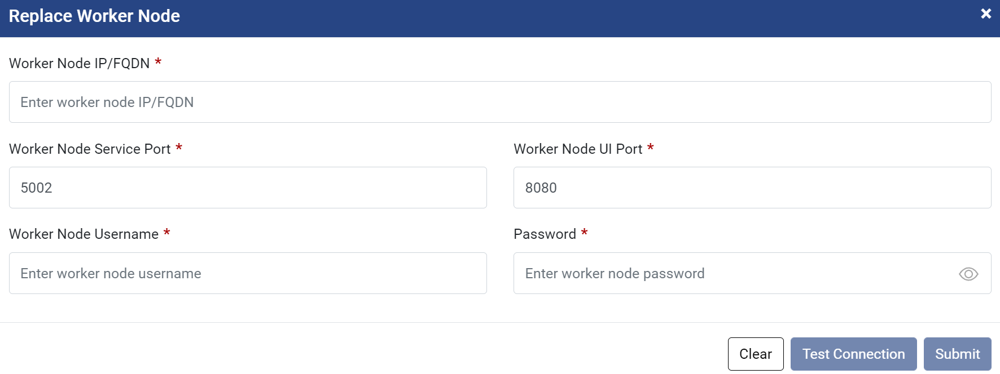 Replace Worker Node
Worker Node IP/FQDN *
Enter worker node IP/FQDN
Worker Node Service Port *
Worker Node UI Port *
5002
8080
Worker Node Username *
Password *
Enter worker node username
Enter worker node password
Clear
Test Connection
Submit